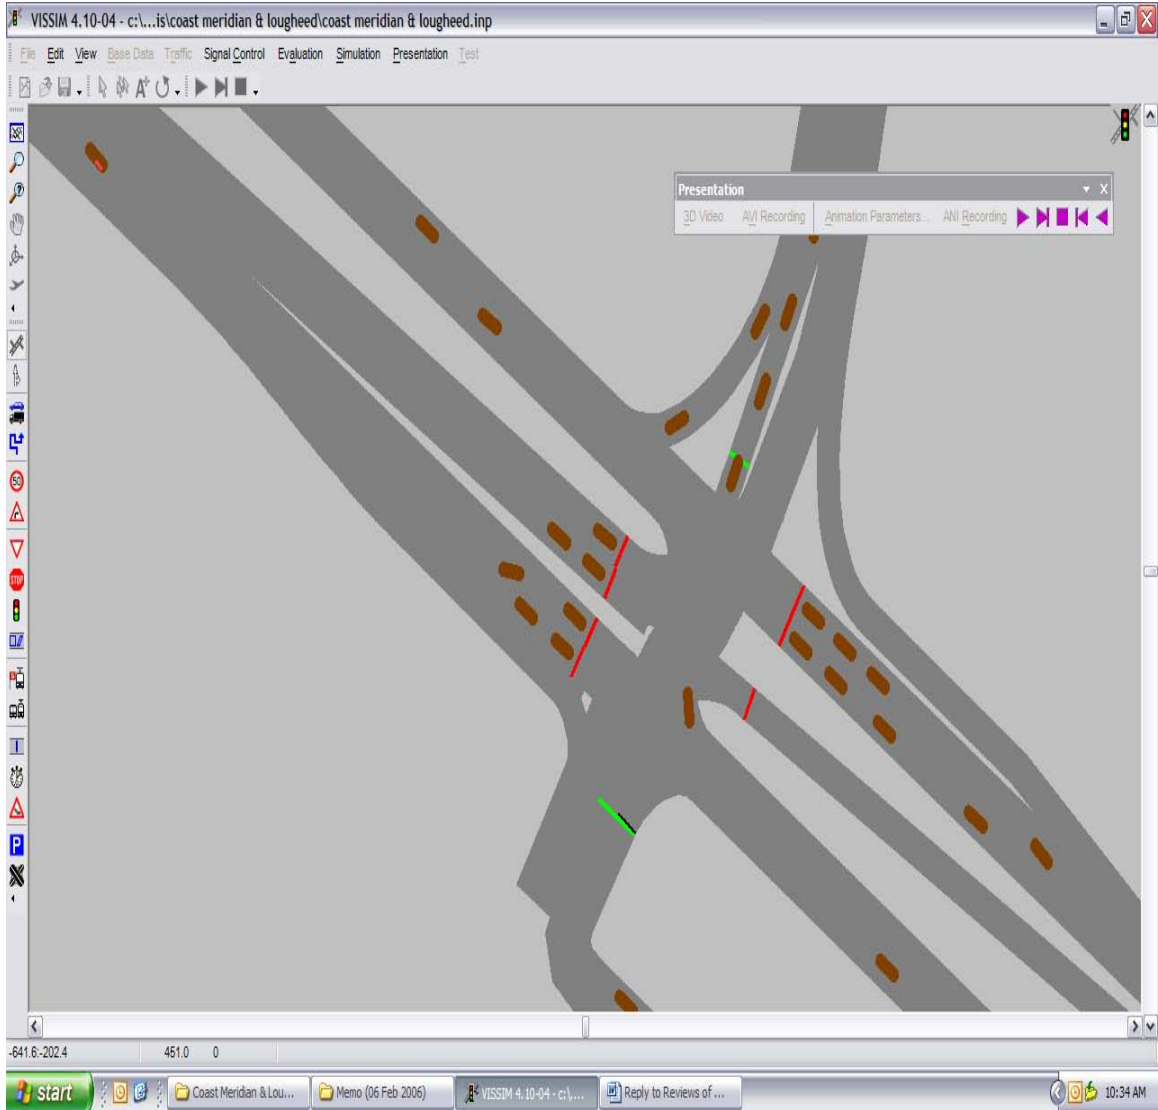 VISSIM 4.10-04 - c:\...is\coast meridian & lougheed\coast meridian & lougheed.inp
File Edit View Base Data Traffic Signal Control Evaluation Simulation Presentation Test
Presentation
3D Video AVI Recording Animation Parameters... ANI Recording
50
STOP
P
-641.6:-202.4 451.0 0
start Coast Meridian & Lou... Memo (06 Feb 2006) VISSIM 4.10-04 - c:\... Reply to Reviews of ... 10:34 AM